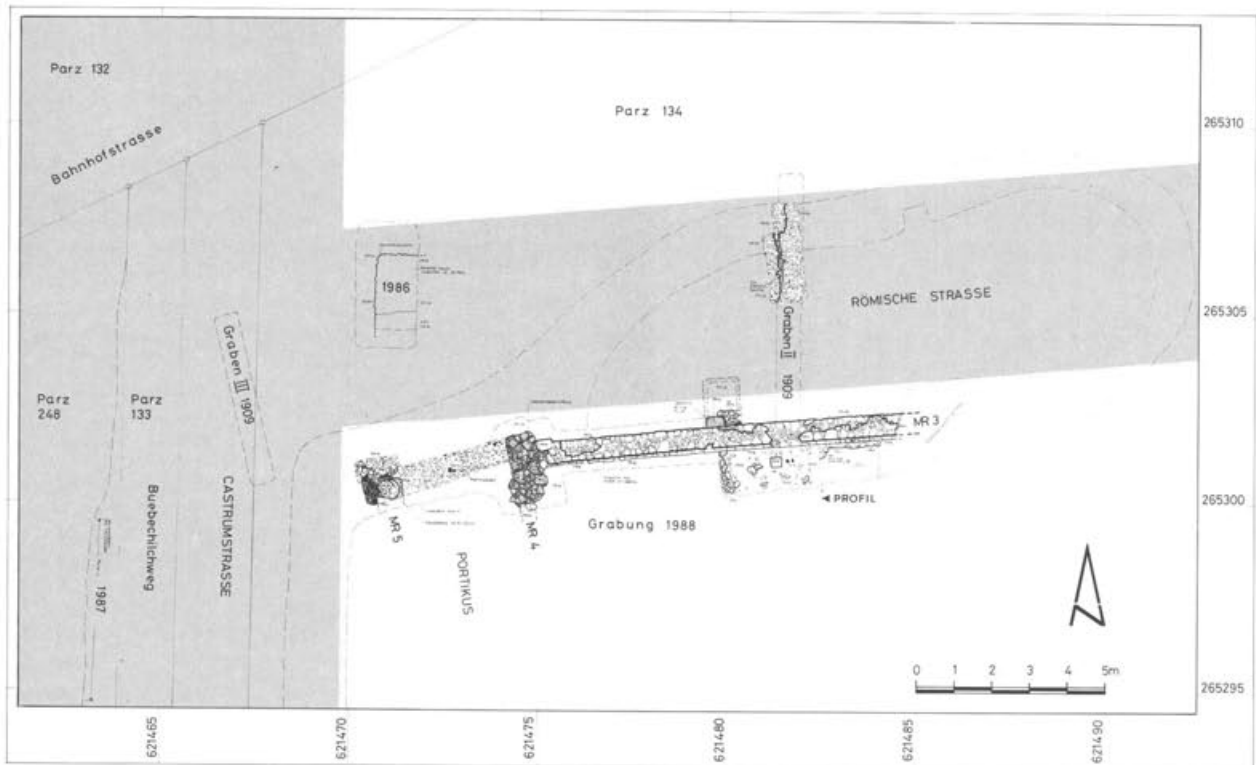 Parz 132
Parz 134
265310
Bahnhofstrasse
1986
RÖMISCHE STRASSE
265305
Graben II 1909
Graben III 1909
Parz
248
Parz
133
MR 3
MR 5
MR 4
PROFIL
265300
Grabung 1988
Buebechilchweg
CASTRUMSTRASSE
PORTIKUS
1987
N
0 1 2 3 4 5m
265295
621465
621470
621475
621480
621485
621490